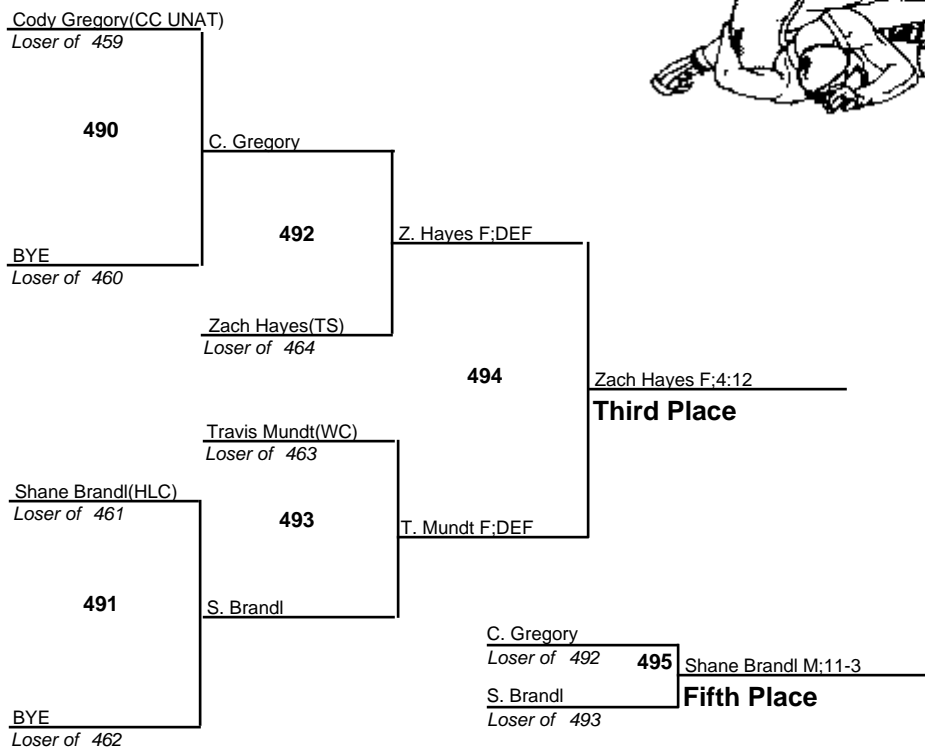 Cody Gregory(CC UNAT)
Loser of 459
490
C. Gregory
BYE
Loser of 460
492
Z. Hayes F;DEF
Zach Hayes(TS)
Loser of 464
494
Zach Hayes F;4:12
Third Place
Travis Mundt(WC)
Loser of 463
Shane Brandl(HLC)
Loser of 461
493
T. Mundt F;DEF
491
S. Brandl
BYE
Loser of 462
C. Gregory
Loser of 492
495
Shane Brandl M;11-3
Fifth Place
S. Brandl
Loser of 493